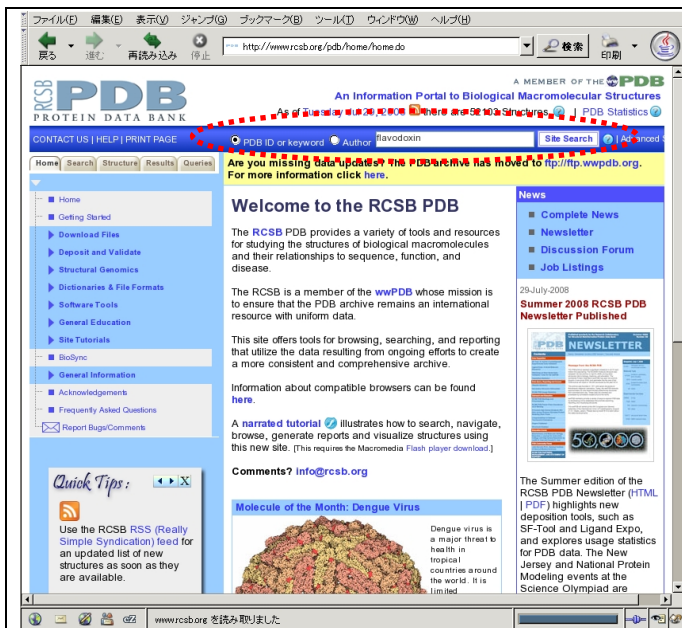 ファイル(F) 編集(E) 表示(V) ジャンプ(G) ブックマーク(B) ツール(T) ウィンドウ(W) ヘルプ(H)
戻る 進む 再読み込み 停止 http://www.rcsb.org/pdb/home/home.do 検索 印刷
RCSB PDB
PROTEIN DATA BANK
A MEMBER OF THE PDB
An Information Portal to Biological Macromolecular Structures
As of Tuesday Jul 29, 2008 there are 52103 Structures ? | PDB Statistics ?
CONTACT US | HELP | PRINT PAGE
PDB ID or keyword Author flavodoxin Site Search ? | Advanced S
Home Search Structure Results Queries
Home
Getting Started
Download Files
Deposit and Validate
Structural Genomics
Dictionaries & File Formats
Software Tools
General Education
Site Tutorials
BioSync
General Information
Acknowledgements
Frequently Asked Questions
Report Bugs/Comments
Quick Tips: X
Use the RCSB RSS (Really
Simple Syndication) feed for
an updated list of new
structures as soon as they
are available.
Are you missing data updates? The PDB archive has moved to ftp://ftp.wwpdb.org.
For more information click here.
Welcome to the RCSB PDB
The RCSB PDB provides a variety of tools and resources
for studying the structures of biological macromolecules
and their relationships to sequence, function, and
disease.
The RCSB is a member of the wwPDB whose mission is
to ensure that the PDB archive remains an international
resource with uniform data.
This site offers tools for browsing, searching, and reporting
that utilize the data resulting from ongoing efforts to create
a more consistent and comprehensive archive.
Information about compatible browsers can be found
here.
A narrated tutorial illustrates how to search, navigate,
browse, generate reports and visualize structures using
this new site. [This requires the Macromedia Flash player download.]
Comments? info@rcsb.org
Molecule of the Month: Dengue Virus
Dengue virus is
a major threat to
health in
tropical
countries around
the world. It is
limited
News
Complete News
Newsletter
Discussion Forum
Job Listings
29-July-2008
Summer 2008 RCSB PDB
Newsletter Published
PDB NEWSLETTER
The Summer edition of the
RCSB PDB Newsletter (HTML
| PDF) highlights new
deposition tools, such as
SF-Tool and Ligand Expo,
and explores usage statistics
for PDB data. The New
Jersey and National Protein
Modeling events at the
Science Olympiad are
www.rcsb.org を読み取りました